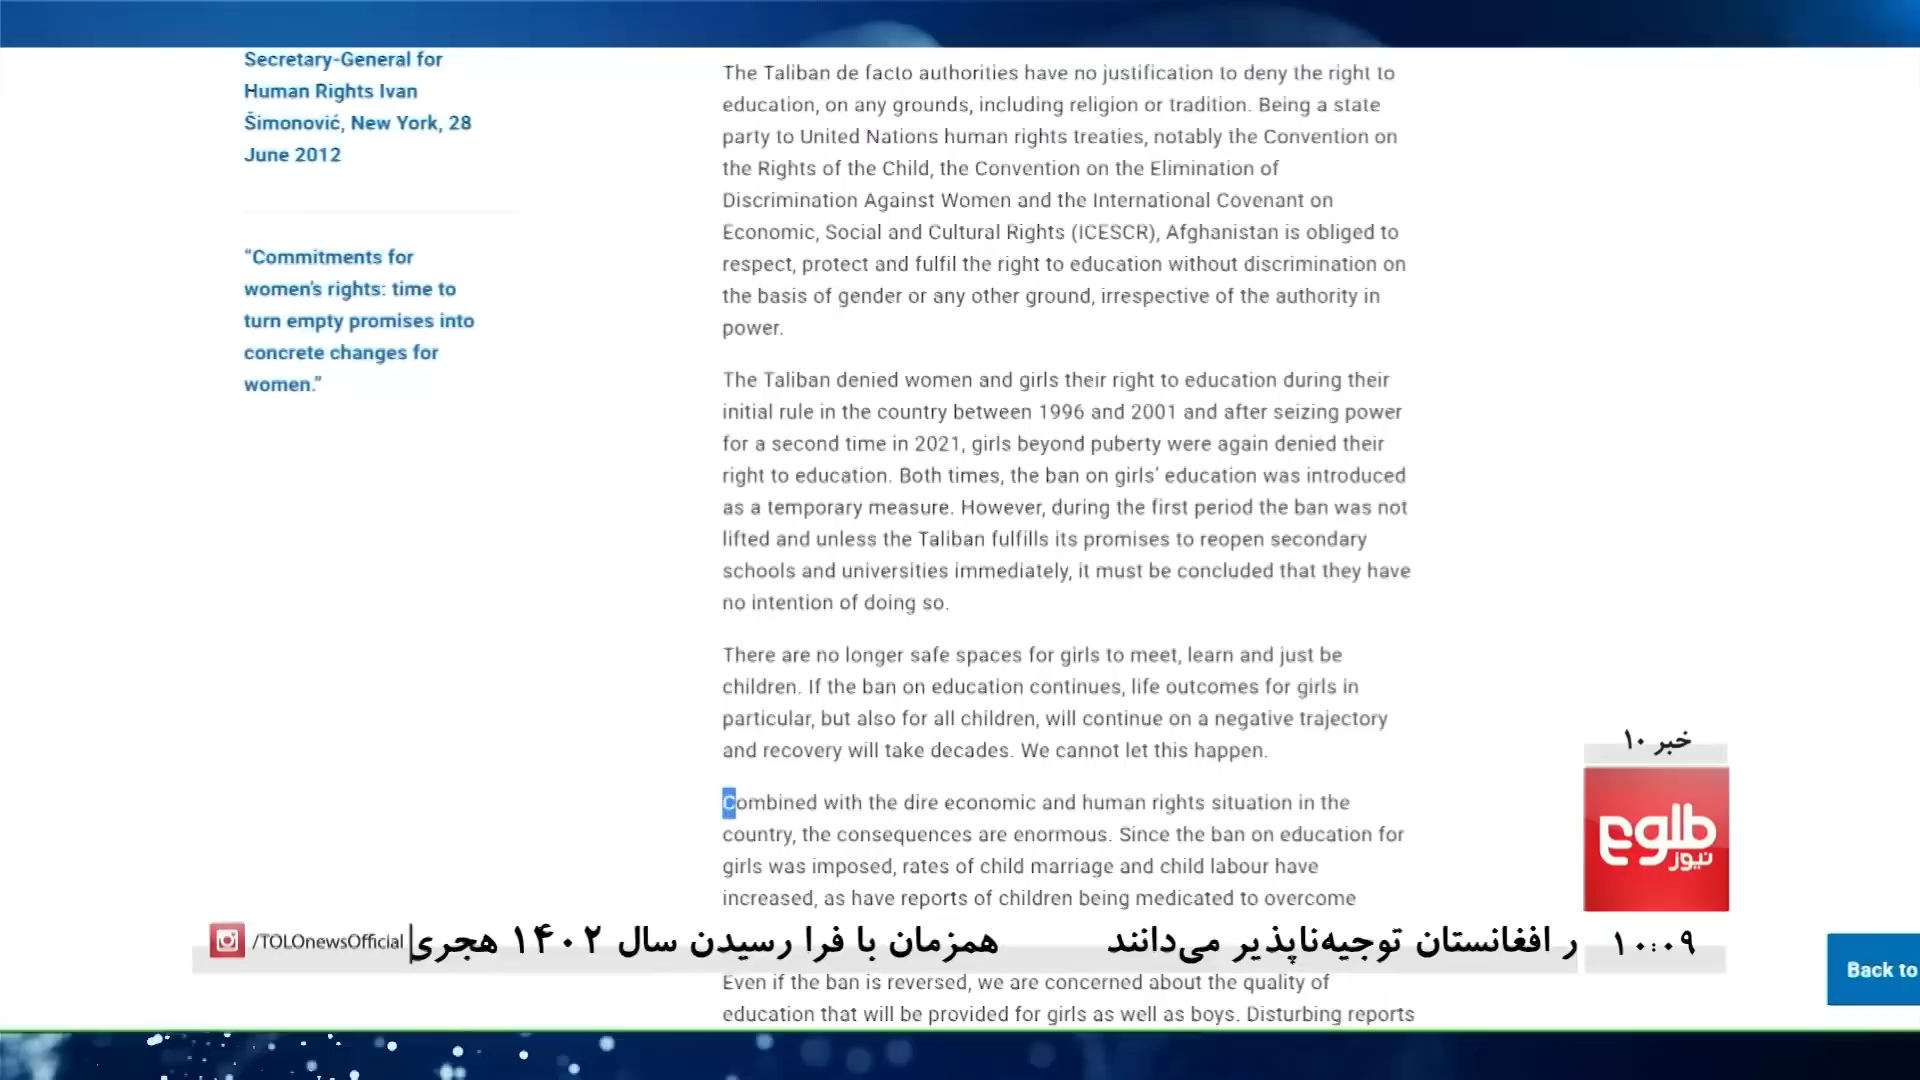 Secretary-General for
Human Rights Ivan
Šimonović, New York, 28
June 2012
“Commitments for
women’s rights: time to
turn empty promises into
concrete changes for
women.”
The Taliban de facto authorities have no justification to deny the right to
education, on any grounds, including religion or tradition. Being a state
party to United Nations human rights treaties, notably the Convention on
the Rights of the Child, the Convention on the Elimination of
Discrimination Against Women and the International Covenant on
Economic, Social and Cultural Rights (ICESCR), Afghanistan is obliged to
respect, protect and fulfil the right to education without discrimination on
the basis of gender or any other ground, irrespective of the authority in
power.
The Taliban denied women and girls their right to education during their
initial rule in the country between 1996 and 2001 and after seizing power
for a second time in 2021, girls beyond puberty were again denied their
right to education. Both times, the ban on girls’ education was introduced
as a temporary measure. However, during the first period the ban was not
lifted and unless the Taliban fulfills its promises to reopen secondary
schools and universities immediately, it must be concluded that they have
no intention of doing so.
There are no longer safe spaces for girls to meet, learn and just be
children. If the ban on education continues, life outcomes for girls in
particular, but also for all children, will continue on a negative trajectory
and recovery will take decades. We cannot let this happen.
Combined with the dire economic and human rights situation in the
country, the consequences are enormous. Since the ban on education for
girls was imposed, rates of child marriage and child labour have
increased, as have reports of children being medicated to overcome
Even if the ban is reversed, we are concerned about the quality of
education that will be provided for girls as well as boys. Disturbing reports
خبر ۱۰
طلوع
نیوز
۱۰:۰۹
ر افغانستان توجیه‌ناپذیر می‌دانند
همزمان با فرا رسیدن سال ۱۴۰۲ هجری
/TOLOnewsOfficial
Back to